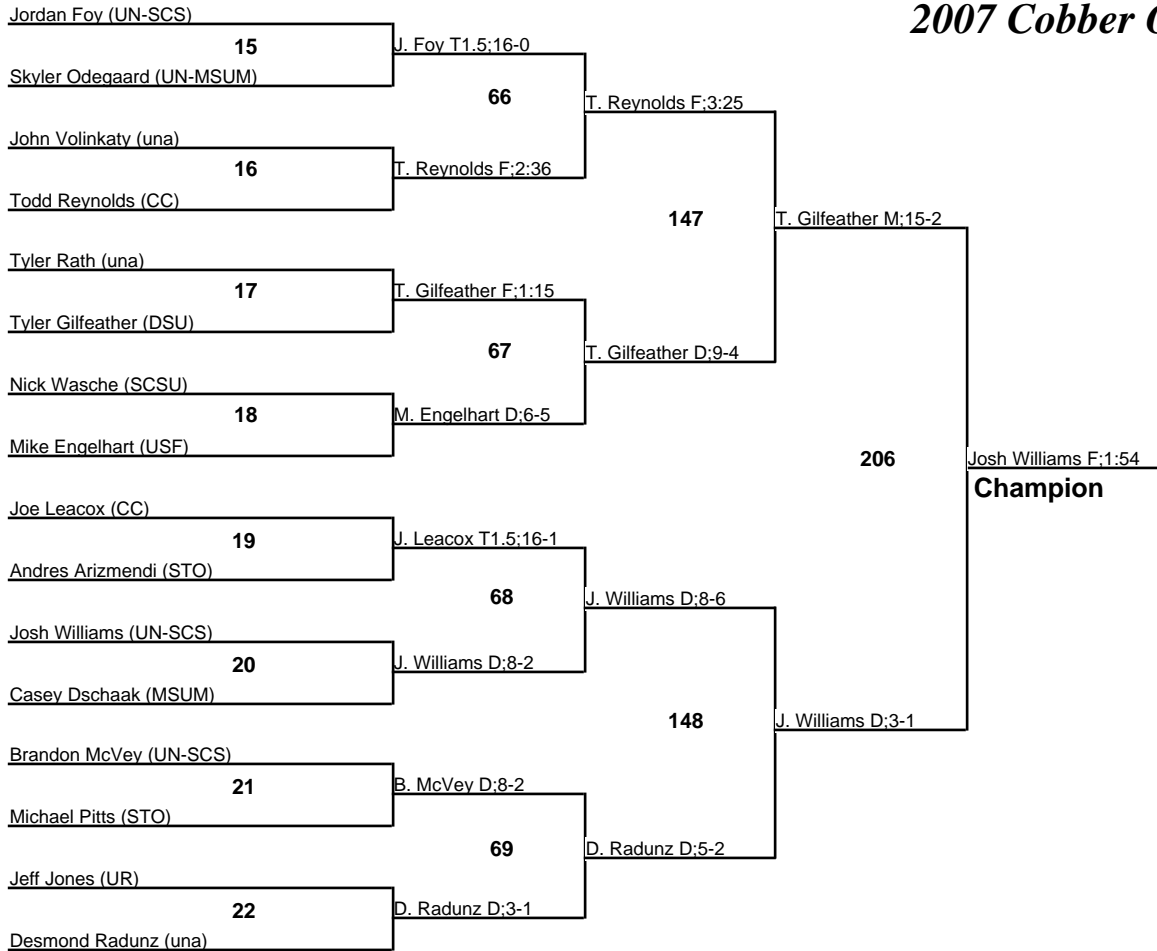 2007 Cobber
Jordan Foy (UN-SCS)
15
J. Foy T1.5;16-0
Skyler Odegaard (UN-MSUM)
66
T. Reynolds F;3:25
John Volinkaty (una)
16
T. Reynolds F;2:36
Todd Reynolds (CC)
147
T. Gilfeather M;15-2
Tyler Rath (una)
17
T. Gilfeather F;1:15
Tyler Gilfeather (DSU)
67
T. Gilfeather D;9-4
Nick Wasche (SCSU)
18
M. Engelhart D;6-5
Mike Engelhart (USF)
206
Josh Williams F;1:54
Champion
Joe Leacox (CC)
19
J. Leacox T1.5;16-1
Andres Arizmendi (STO)
68
J. Williams D;8-6
Josh Williams (UN-SCS)
20
J. Williams D;8-2
Casey Dschaak (MSUM)
148
J. Williams D;3-1
Brandon McVey (UN-SCS)
21
B. McVey D;8-2
Michael Pitts (STO)
69
D. Radunz D;5-2
Jeff Jones (UR)
22
D. Radunz D;3-1
Desmond Radunz (una)